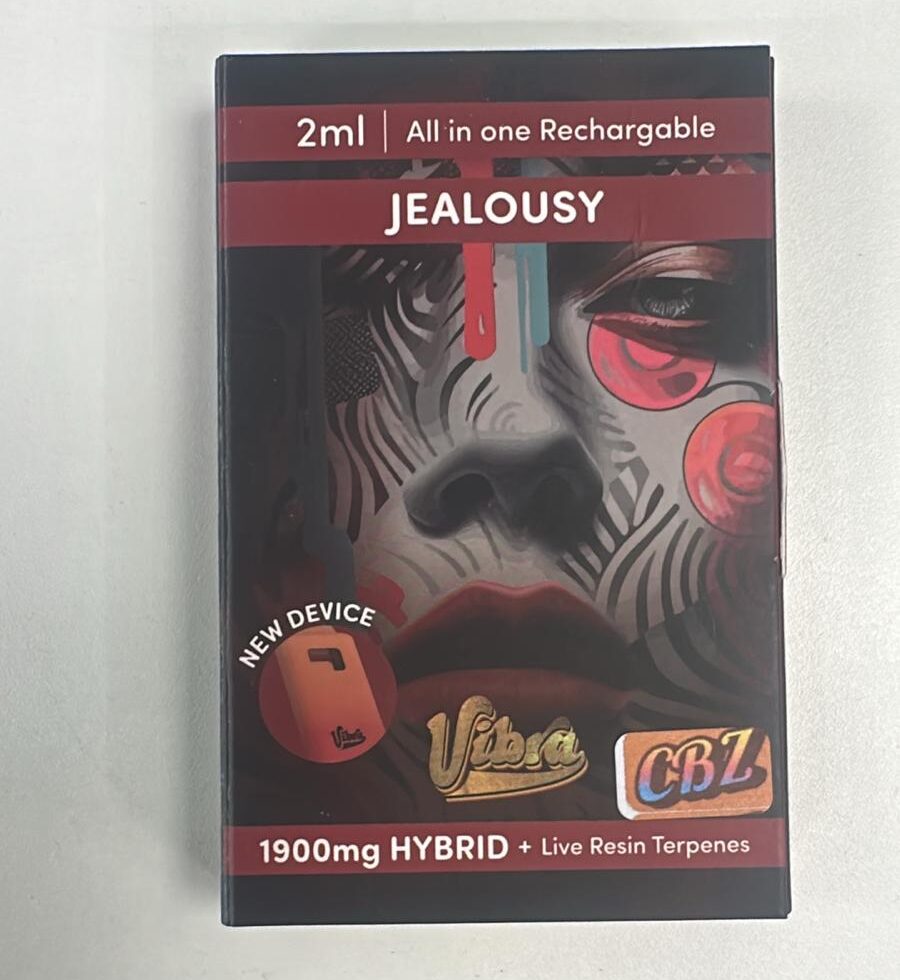 2ml | All in one Rechargable
JEALOUSY
NEW DEVICE
Vibra
Vibra
CBZ
1900mg HYBRID + Live Resin Terpenes